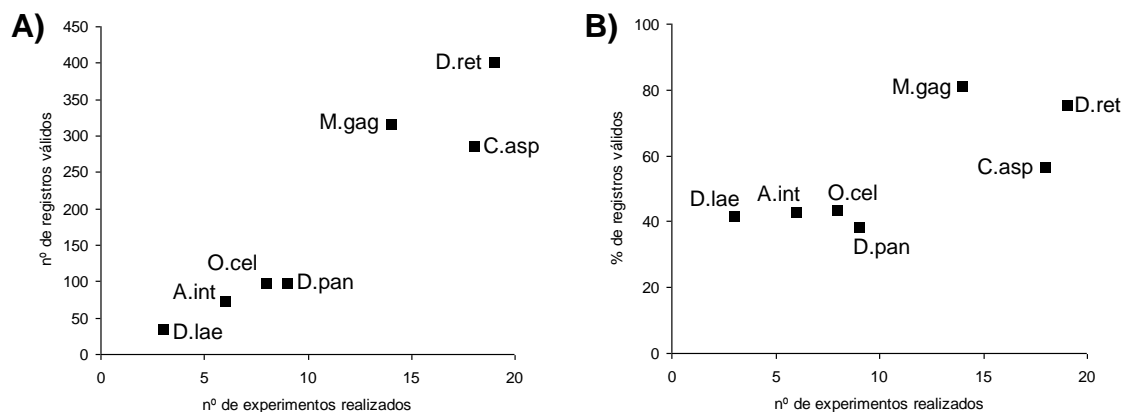 A)
450
400
350
300
250
200
150
100
50
0
nº de registros válidos
D.ret
M.gag
C.asp
O.cel
D.pan
A.int
D.lae
0 5 10 15 20
nº de experimentos realizados
B)
100
80
60
40
20
0
% de registros válidos
M.gag
D.ret
C.asp
D.lae
A.int
O.cel
D.pan
0 5 10 15 20
nº de experimentos realizados